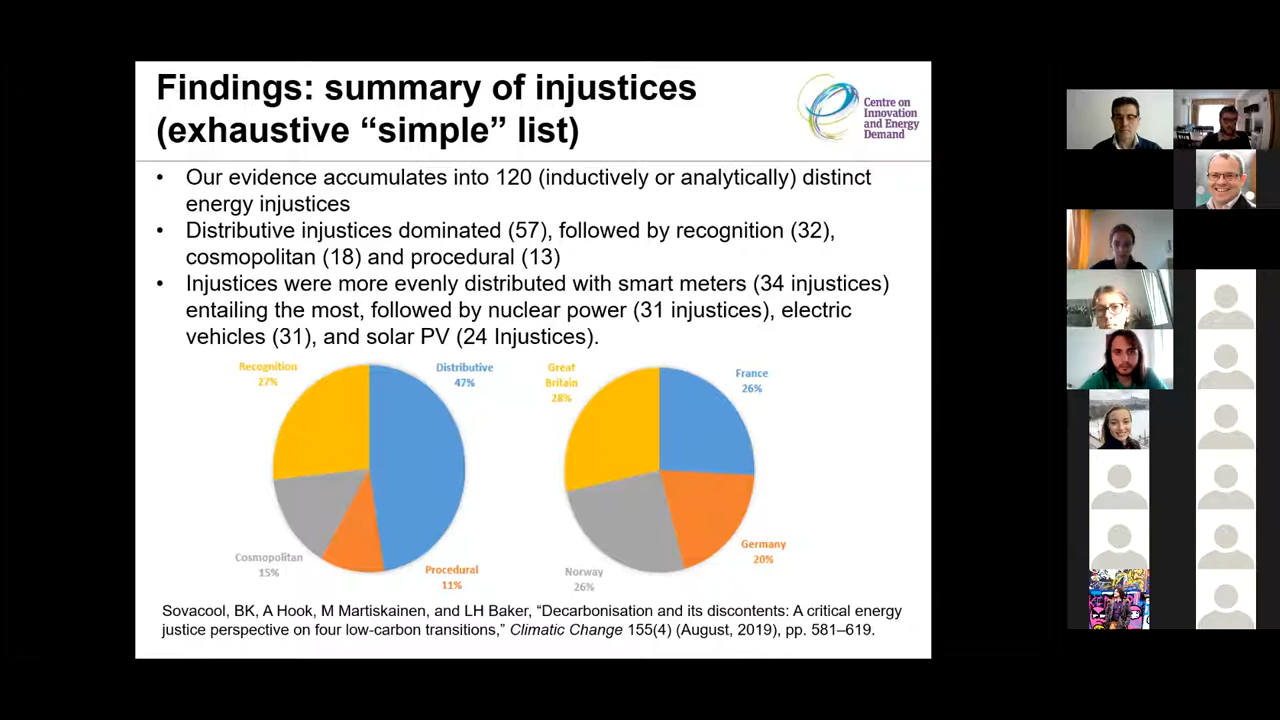 Findings: summary of injustices
(exhaustive “simple” list)
Centre on
Innovation
and Energy
Demand
• Our evidence accumulates into 120 (inductively or analytically) distinct
energy injustices
• Distributive injustices dominated (57), followed by recognition (32),
cosmopolitan (18) and procedural (13)
• Injustices were more evenly distributed with smart meters (34 injustices)
entailing the most, followed by nuclear power (31 injustices), electric
vehicles (31), and solar PV (24 Injustices).
Recognition
27%
Distributive
47%
Cosmopolitan
15%
Procedural
11%
Great
Britain
28%
France
26%
Norway
26%
Germany
20%
Sovacool, BK, A Hook, M Martiskainen, and LH Baker, “Decarbonisation and its discontents: A critical energy
justice perspective on four low-carbon transitions,” Climatic Change 155(4) (August, 2019), pp. 581–619.